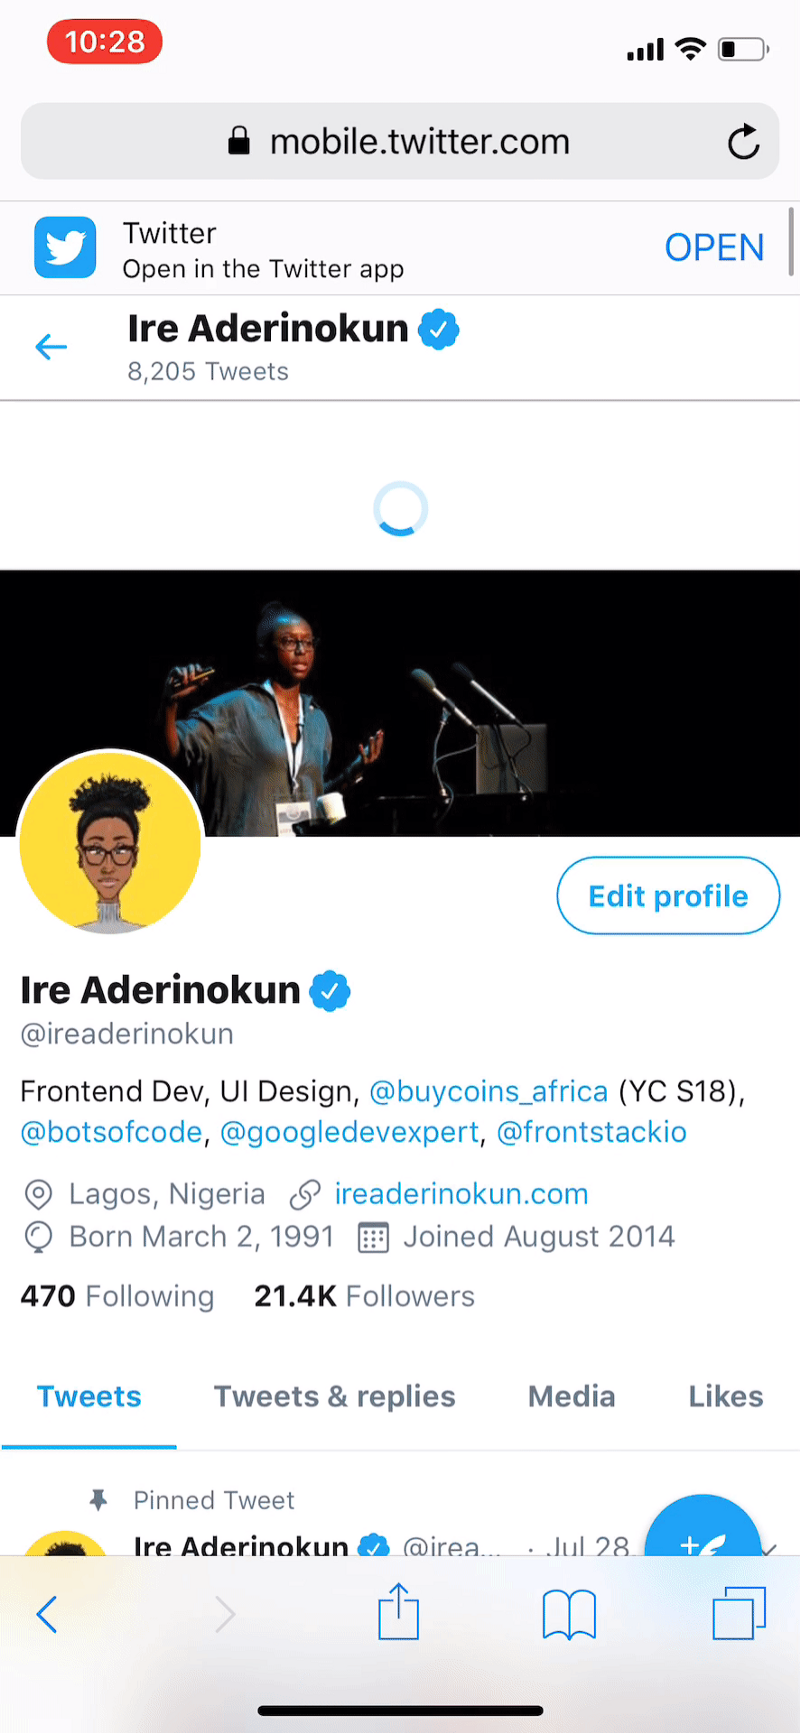 10:28
mobile.twitter.com
Twitter
Open in the Twitter app
OPEN
Ire Aderinokun
8,205 Tweets
Edit profile
Ire Aderinokun
@ireaderinokun
Frontend Dev, UI Design, @buycoins_africa (YC S18),
@botsofcode, @googledevexpert, @frontstackio
Lagos, Nigeria ireaderinokun.com
Born March 2, 1991 Joined August 2014
470 Following 21.4K Followers
Tweets Tweets & replies Media Likes
Pinned Tweet
Ire Aderinokun @irea... · Jul 28